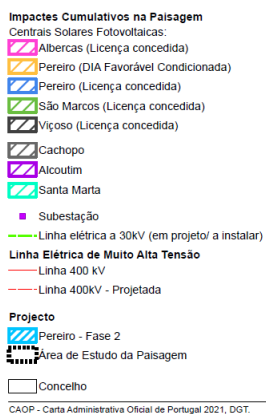 Impactes Cumulativos na Paisagem
Centrais Solares Fotovoltaicas:
Albercas (Licença concedida)
Pereiro (DIA Favorável Condicionada)
Pereiro (Licença concedida)
São Marcos (Licença concedida)
Viçoso (Licença concedida)
Cachopo
Alcoutim
Santa Marta
Subestação
Linha elétrica a 30kV (em projeto/ a instalar)
Linha Elétrica de Muito Alta Tensão
Linha 400 kV
Linha 400kV - Projetada
Projecto
Pereiro - Fase 2
Área de Estudo da Paisagem
Concelho
CAOP - Carta Administrativa Oficial de Portugal 2021, DGT.